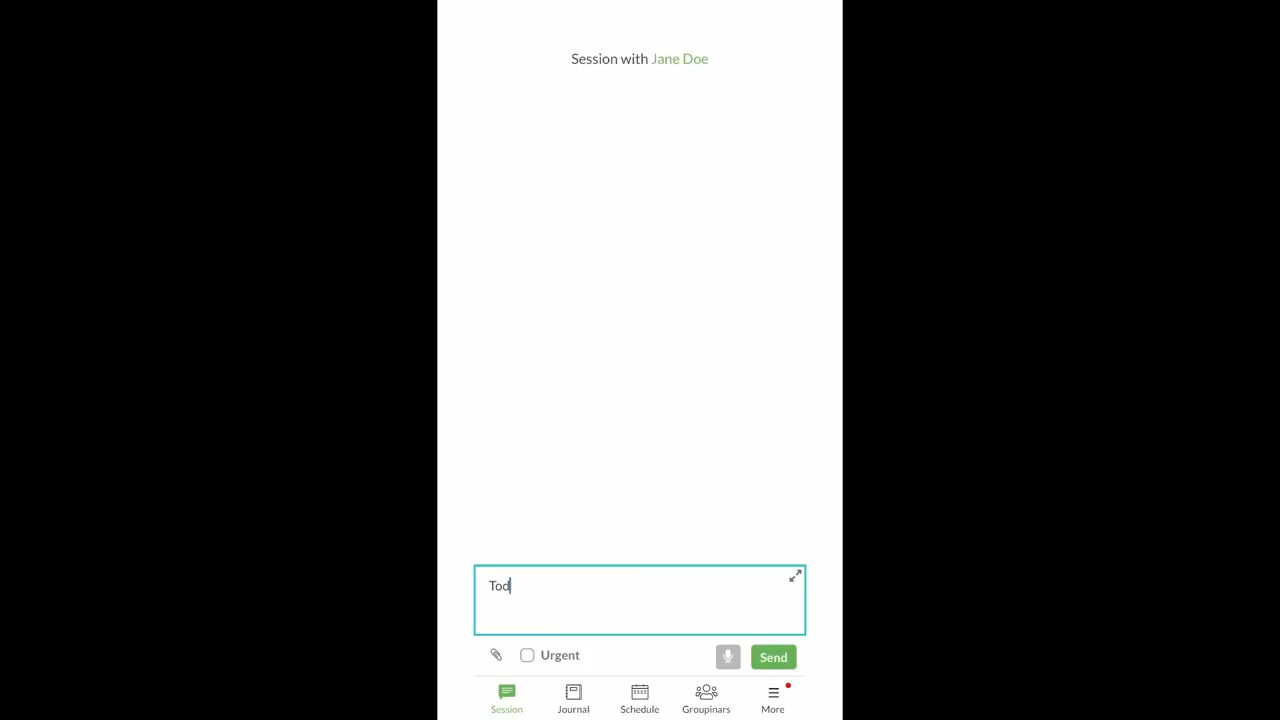 Session with Jane Doe
Tod
Urgent
Send
Session Journal Schedule Groupinars More